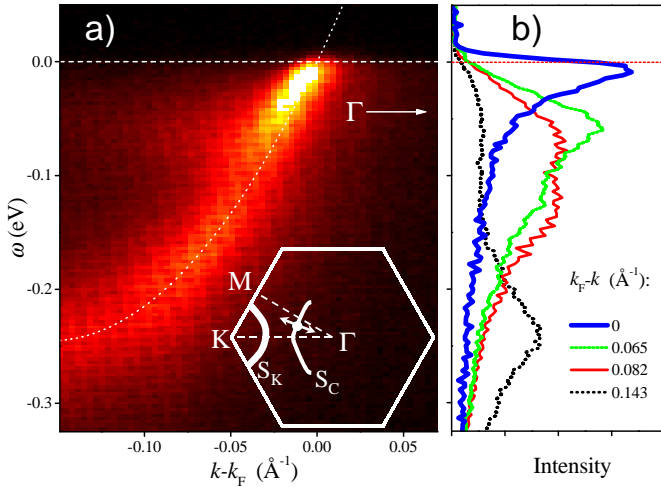 a)
b)
0.0
-0.1
-0.2
-0.3
ω (eV)
Γ
M
K
Γ
S_K
S_C
-0.10
-0.05
0.00
0.05
k-k_F (Å⁻¹)
k_F-k (Å⁻¹):
0
0.065
0.082
0.143
Intensity